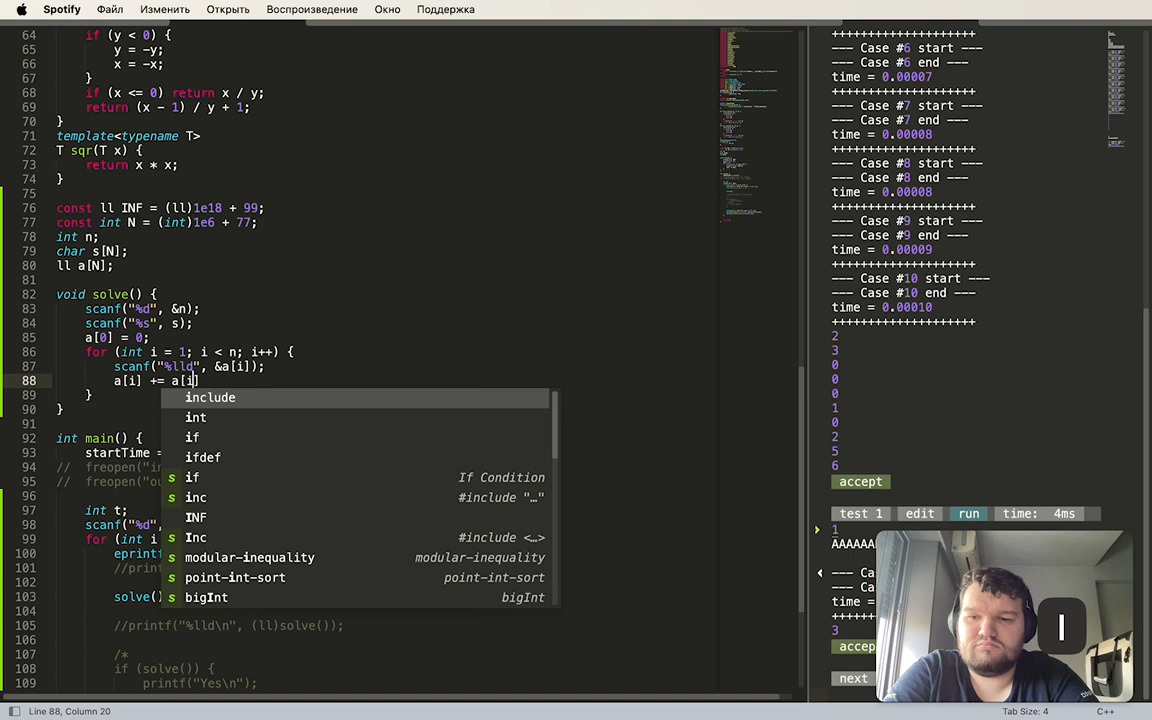 Spotify Файл Изменить Открыть Воспроизведение Окно Поддержка
64 if (y < 0) {
65 y = -y;
66 x = -x;
67 }
68 if (x <= 0) return x / y;
69 return (x - 1) / y + 1;
70 }
71 template<typename T>
72 T sqr(T x) {
73 return x * x;
74 }
75
76 const ll INF = (ll)1e18 + 99;
77 const int N = (int)1e6 + 77;
78 int n;
79 char s[N];
80 ll a[N];
81
82 void solve() {
83 scanf("%d", &n);
84 scanf("%s", s);
85 a[0] = 0;
86 for (int i = 1; i < n; i++) {
87 scanf("%lld", &a[i]);
88 a[i] += a[i]
89 }
90 }
91
92 int main() {
93 startTime =
94 // freopen("in
95 // freopen("ou
96
97 int t;
98 scanf("%d",
99 for (int i
100 eprintf
101 //prin
102
103 solve()
104
105 //printf("%lld\n", (ll)solve());
106
107 /*
108 if (solve()) {
109 printf("Yes\n");
include
int
if
ifdef
s if If Condition
s inc #include "…"
INF
s Inc #include <…>
s modular-inequality modular-inequality
s point-int-sort point-int-sort
s bigInt bigInt
+++++++++++++++++++++
--- Case #6 start ---
--- Case #6 end ---
time = 0.00007
+++++++++++++++++++++
--- Case #7 start ---
--- Case #7 end ---
time = 0.00008
+++++++++++++++++++++
--- Case #8 start ---
--- Case #8 end ---
time = 0.00008
+++++++++++++++++++++
--- Case #9 start ---
--- Case #9 end ---
time = 0.00009
+++++++++++++++++++++
--- Case #10 start ---
--- Case #10 end ---
time = 0.00010
+++++++++++++++++++++
2
3
0
0
0
1
0
2
5
6
accept
test 1 edit run time: 4ms
1
--- Ca
--- Ca
time =
+++++
3
accep
next
I
Line 88, Column 20 Tab Size: 4 C++